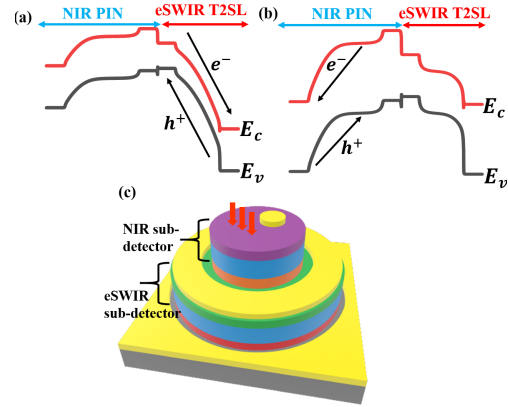 (a)
NIR PIN
eSWIR T2SL
e⁻
h⁺
E_c
E_v
(b)
NIR PIN
eSWIR T2SL
e⁻
h⁺
E_c
E_v
(c)
NIR sub-
detector
eSWIR
sub-detector